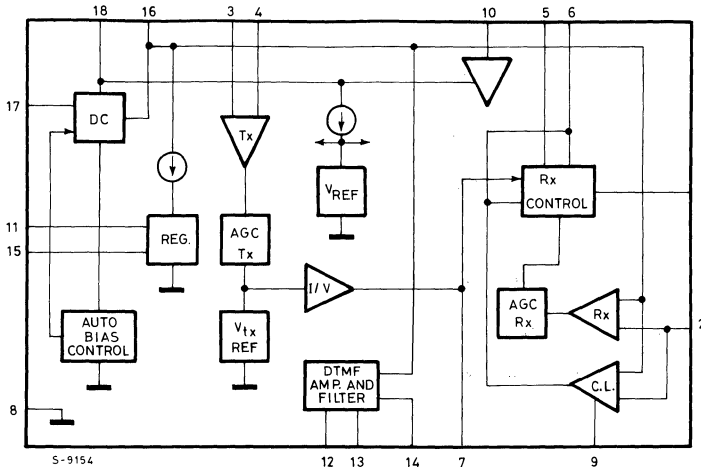 18 16 3 4 10 5 6
17
DC
Tx
VREF
Rx
CONTROL
11
15
REG.
AGC
Tx
I/V
AGC
Rx
Rx
AUTO
BIAS
CONTROL
Vtx
REF
DTMF
AMP. AND
FILTER
C.L.
8
S-9154
12 13 14 7 9